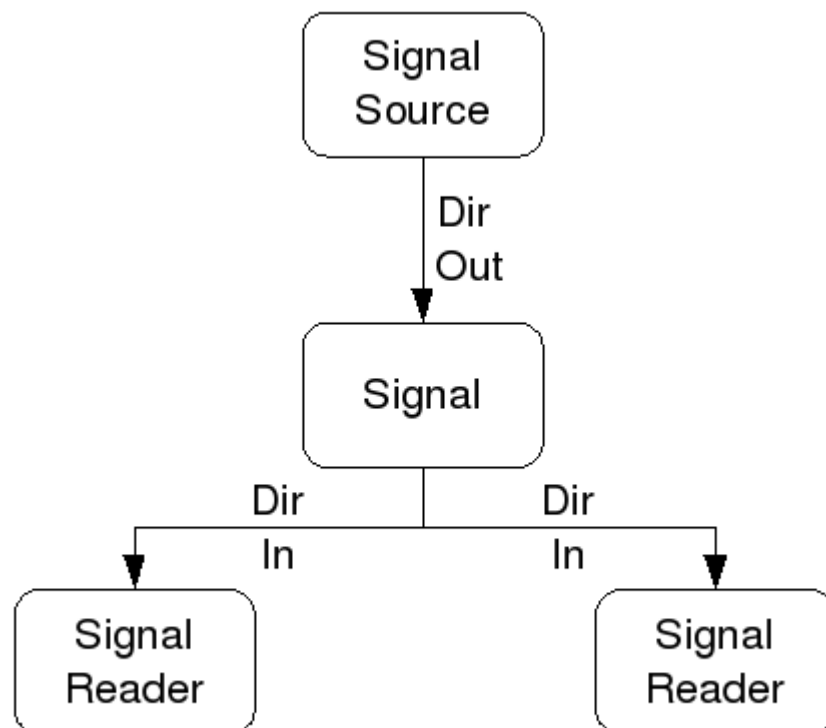 Signal
Source
Dir
Out
Signal
Dir
In
Dir
In
Signal
Reader
Signal
Reader